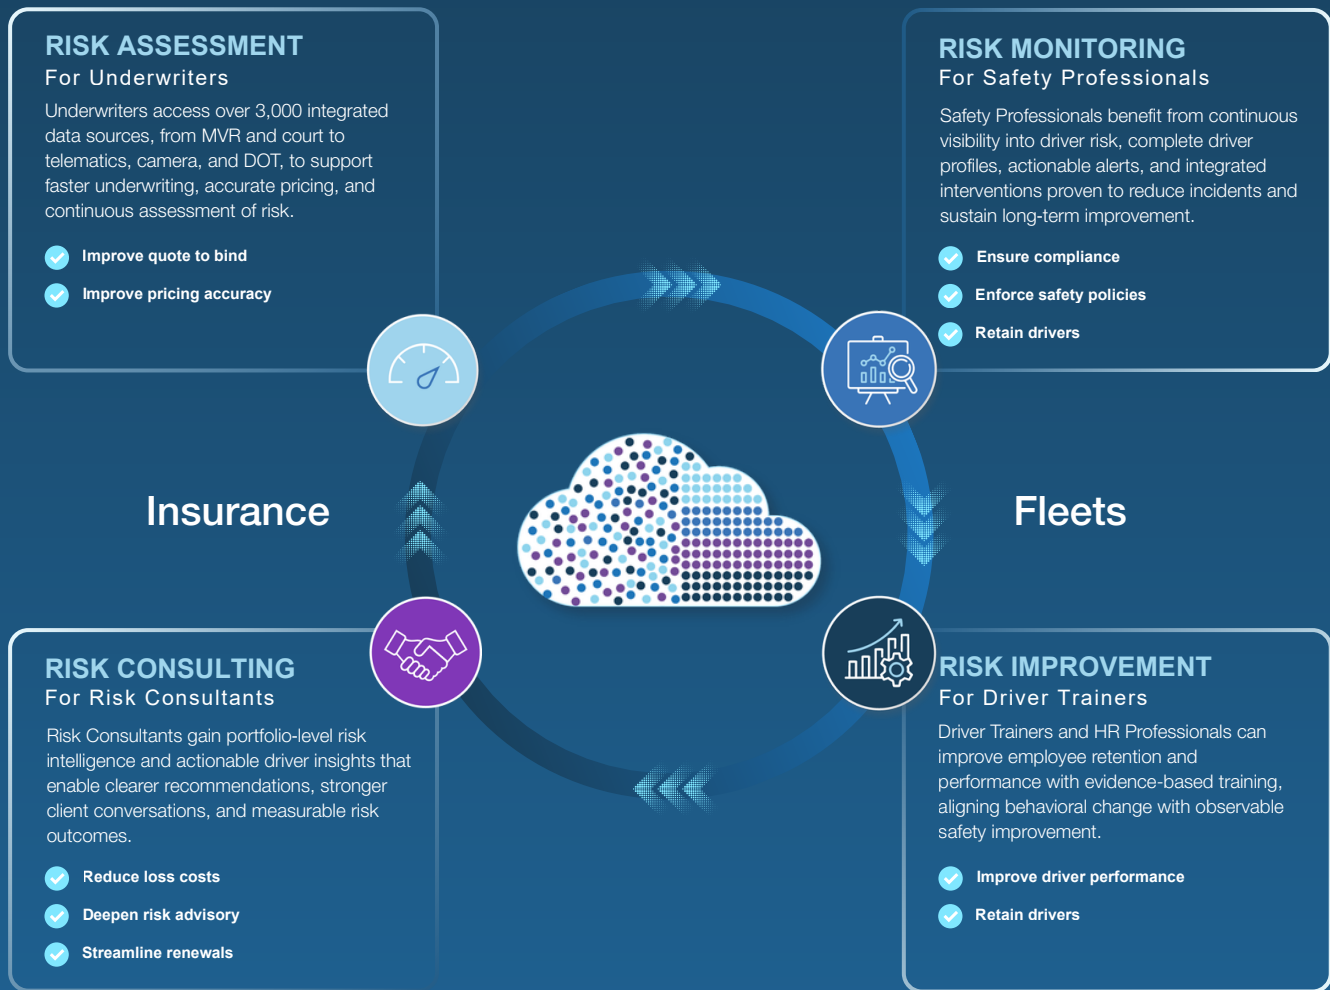 RISK ASSESSMENT
For Underwriters
Underwriters access over 3,000 integrated
data sources, from MVR and court to
telematics, camera, and DOT, to support
faster underwriting, accurate pricing, and
continuous assessment of risk.
Improve quote to bind
Improve pricing accuracy
RISK MONITORING
For Safety Professionals
Safety Professionals benefit from continuous
visibility into driver risk, complete driver
profiles, actionable alerts, and integrated
interventions proven to reduce incidents and
sustain long-term improvement.
Ensure compliance
Enforce safety policies
Retain drivers
Insurance
Fleets
RISK CONSULTING
For Risk Consultants
Risk Consultants gain portfolio-level risk
intelligence and actionable driver insights that
enable clearer recommendations, stronger
client conversations, and measurable risk
outcomes.
Reduce loss costs
Deepen risk advisory
Streamline renewals
RISK IMPROVEMENT
For Driver Trainers
Driver Trainers and HR Professionals can
improve employee retention and
performance with evidence-based training,
aligning behavioral change with observable
safety improvement.
Improve driver performance
Retain drivers